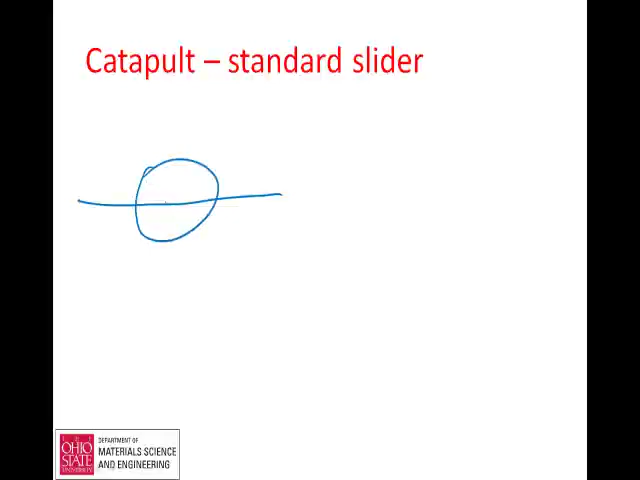 Catapult – standard slider
T · H · E
OHIO
STATE
UNIVERSITY
DEPARTMENT OF
MATERIALS SCIENCE
AND ENGINEERING